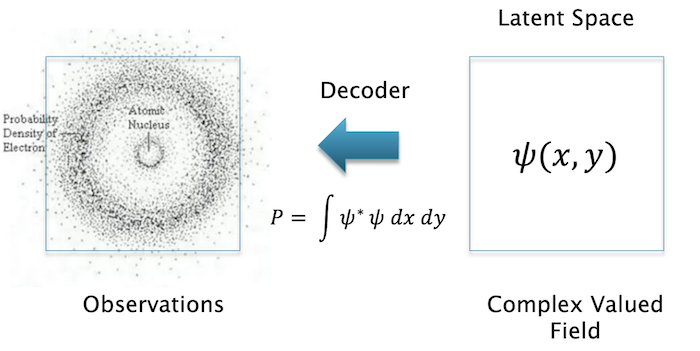 Latent Space
Decoder
Probability
Density of
Electron
Atomic
Nucleus
ψ(x, y)
P = ∫ ψ* ψ dx dy
Observations
Complex Valued
Field